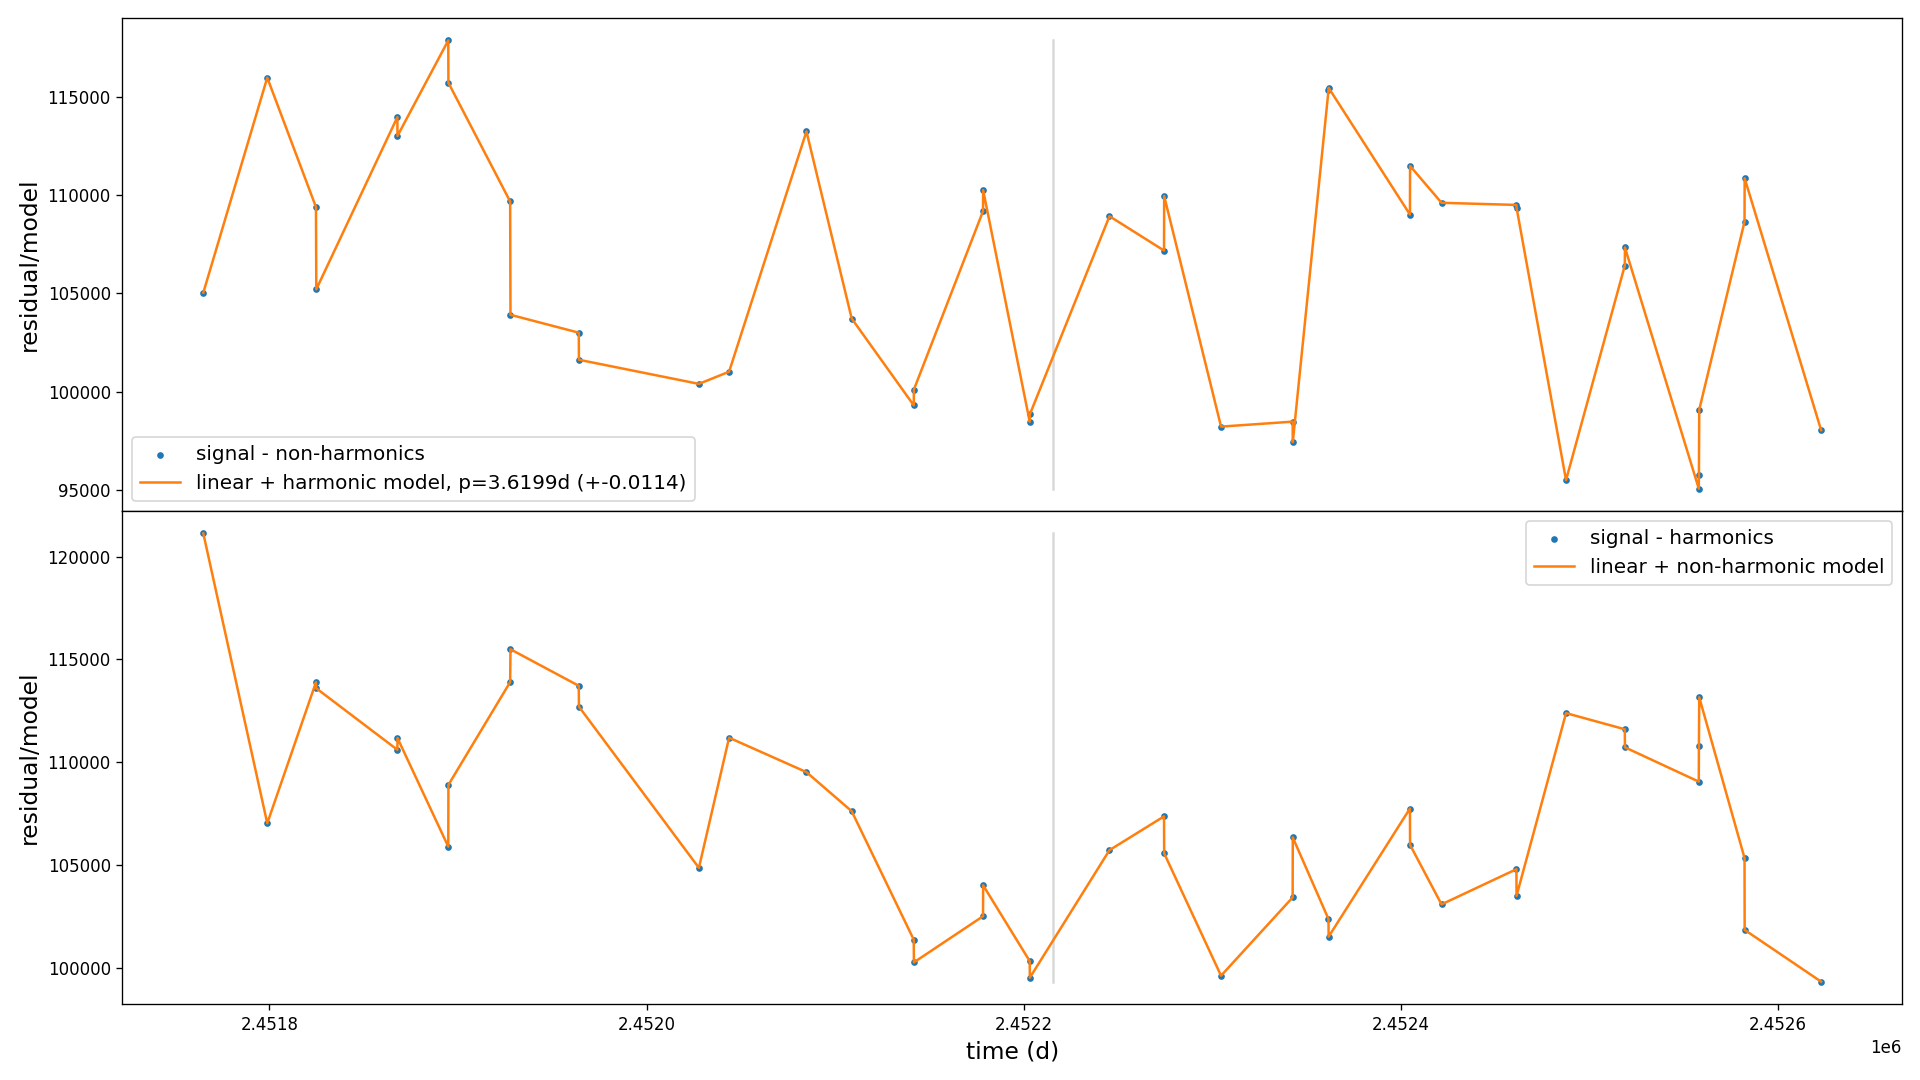 115000
110000
105000
100000
95000
residual/model
signal - non-harmonics
linear + harmonic model, p=3.6199d (+-0.0114)
120000
115000
110000
105000
100000
residual/model
signal - harmonics
linear + non-harmonic model
2.4518 2.4520 2.4522 2.4524 2.4526
time (d)
1e6